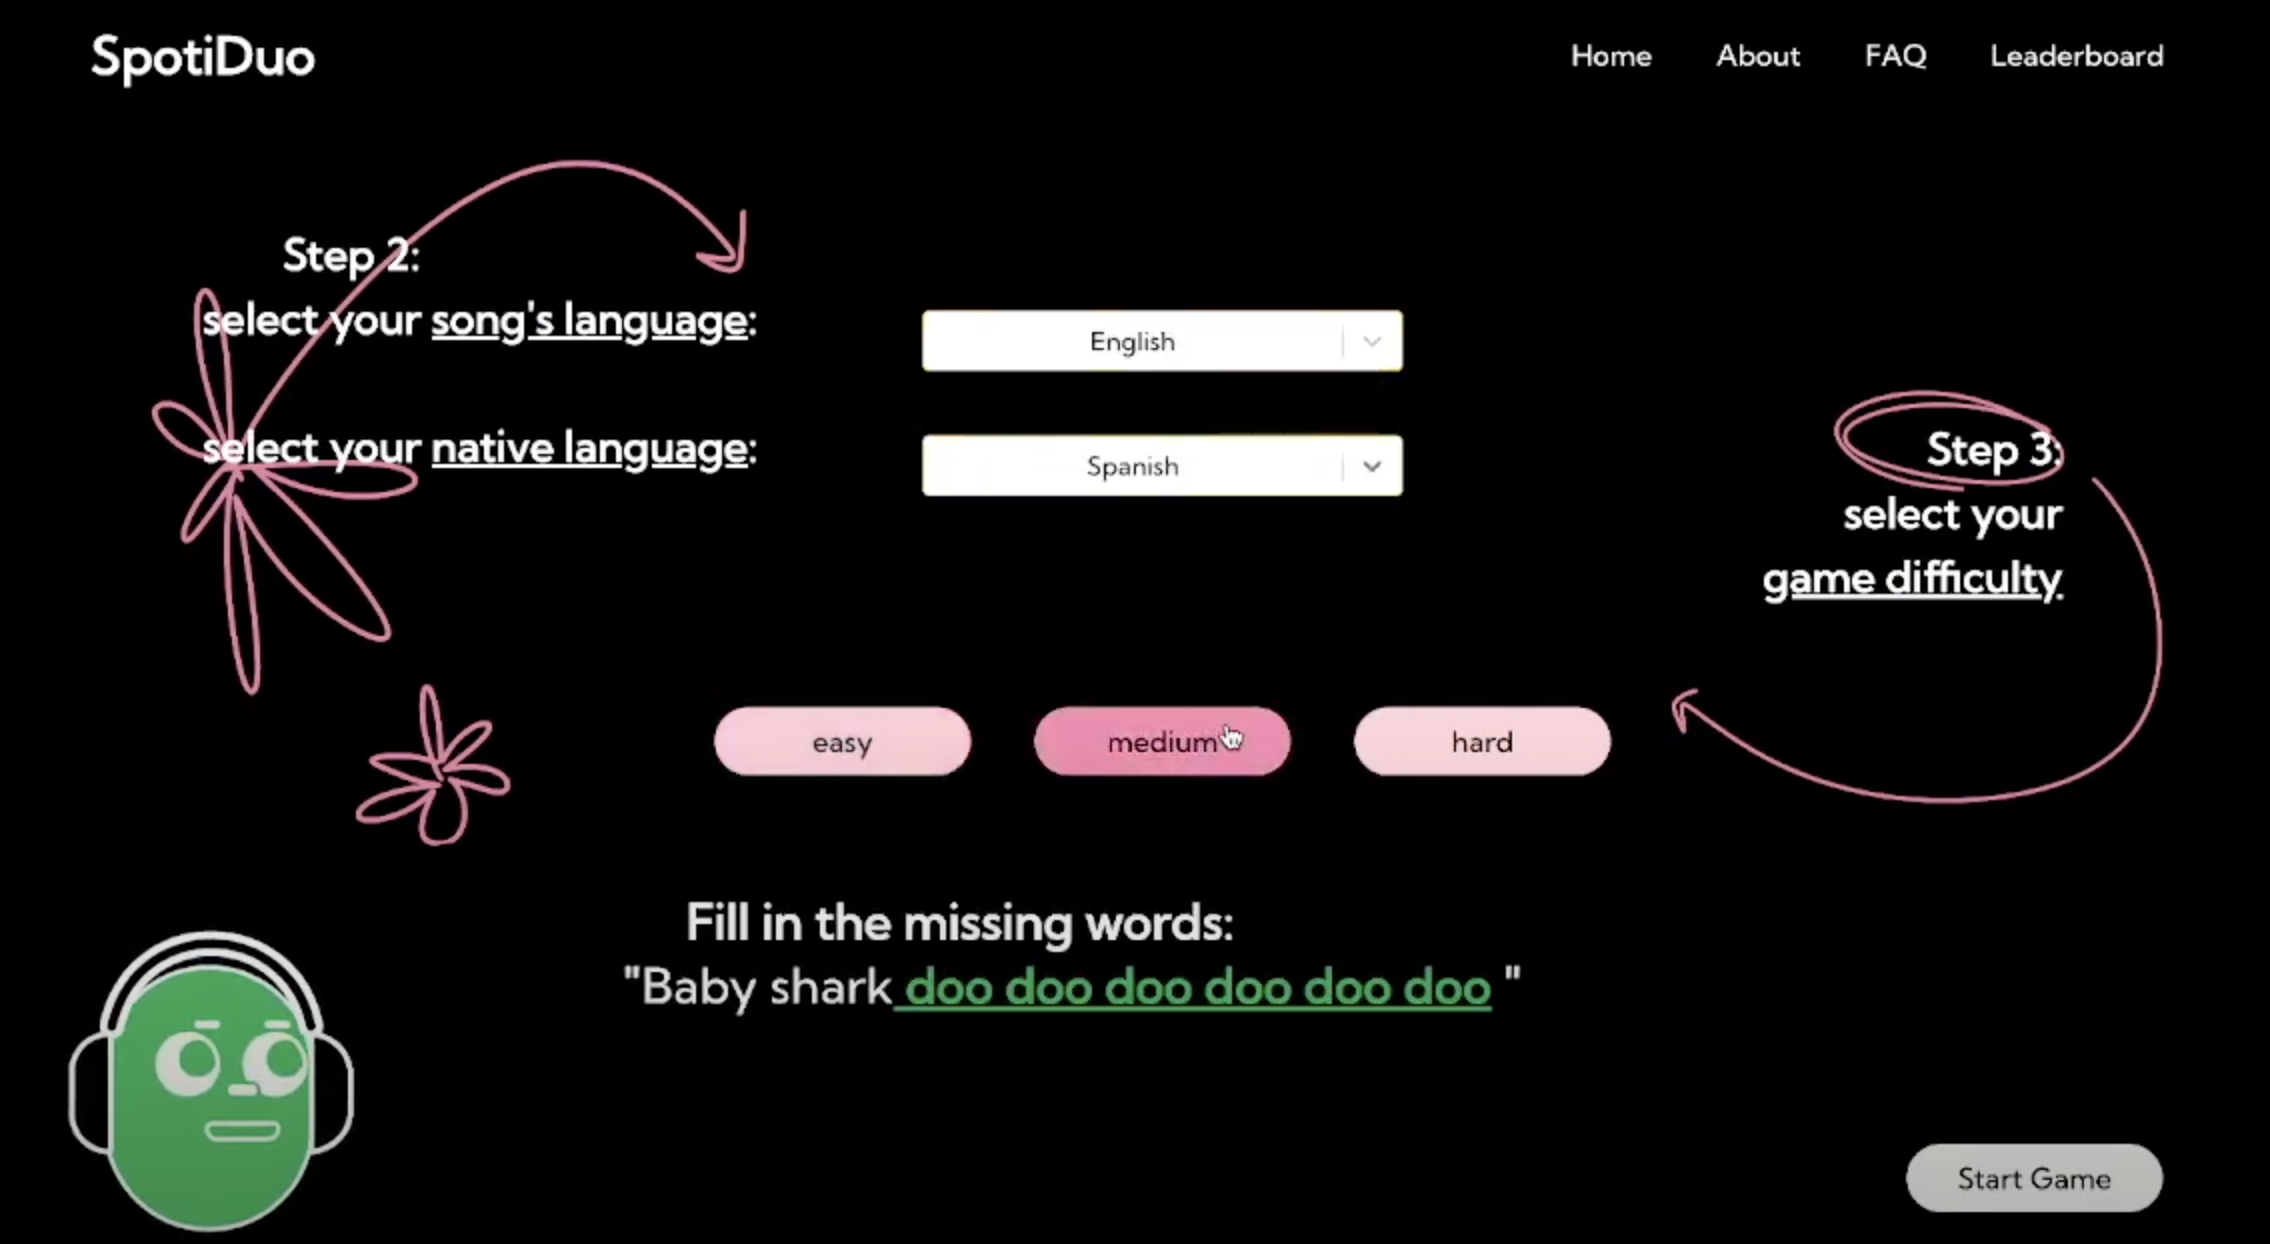 SpotiDuo
Home
About
FAQ
Leaderboard
Step 2:
select your song's language:
English
select your native language:
Spanish
Step 3:
select your
game difficulty.
easy
medium
hard
Fill in the missing words:
"Baby shark doo doo doo doo doo doo "
Start Game